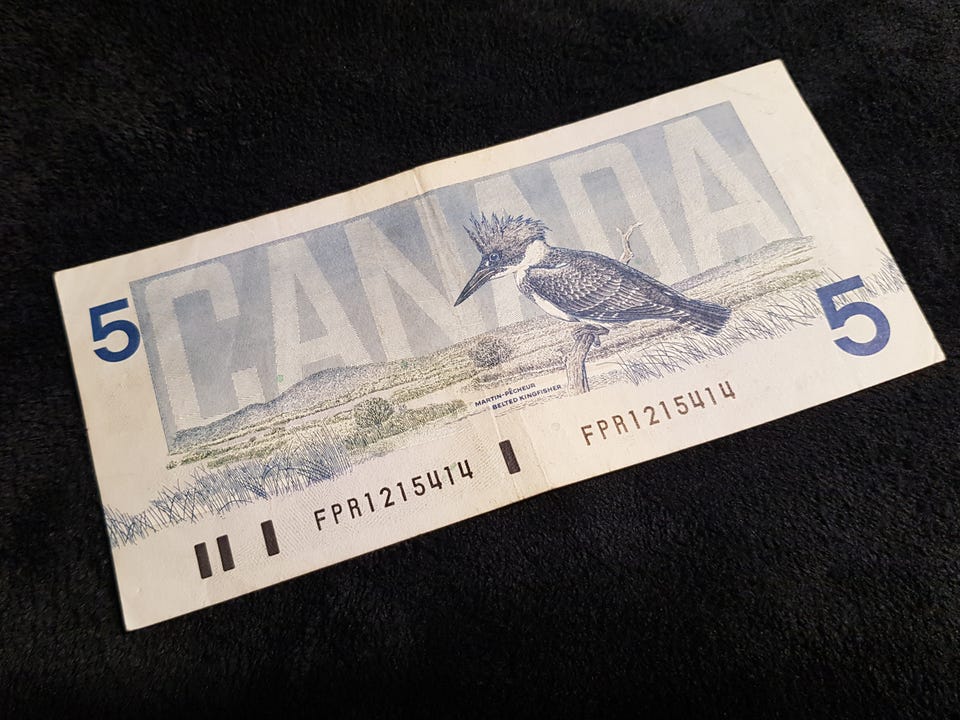 CANADA
5
5
MARTIN-PÊCHEUR
BELTED KINGFISHER
FPR1215414
FPR1215414